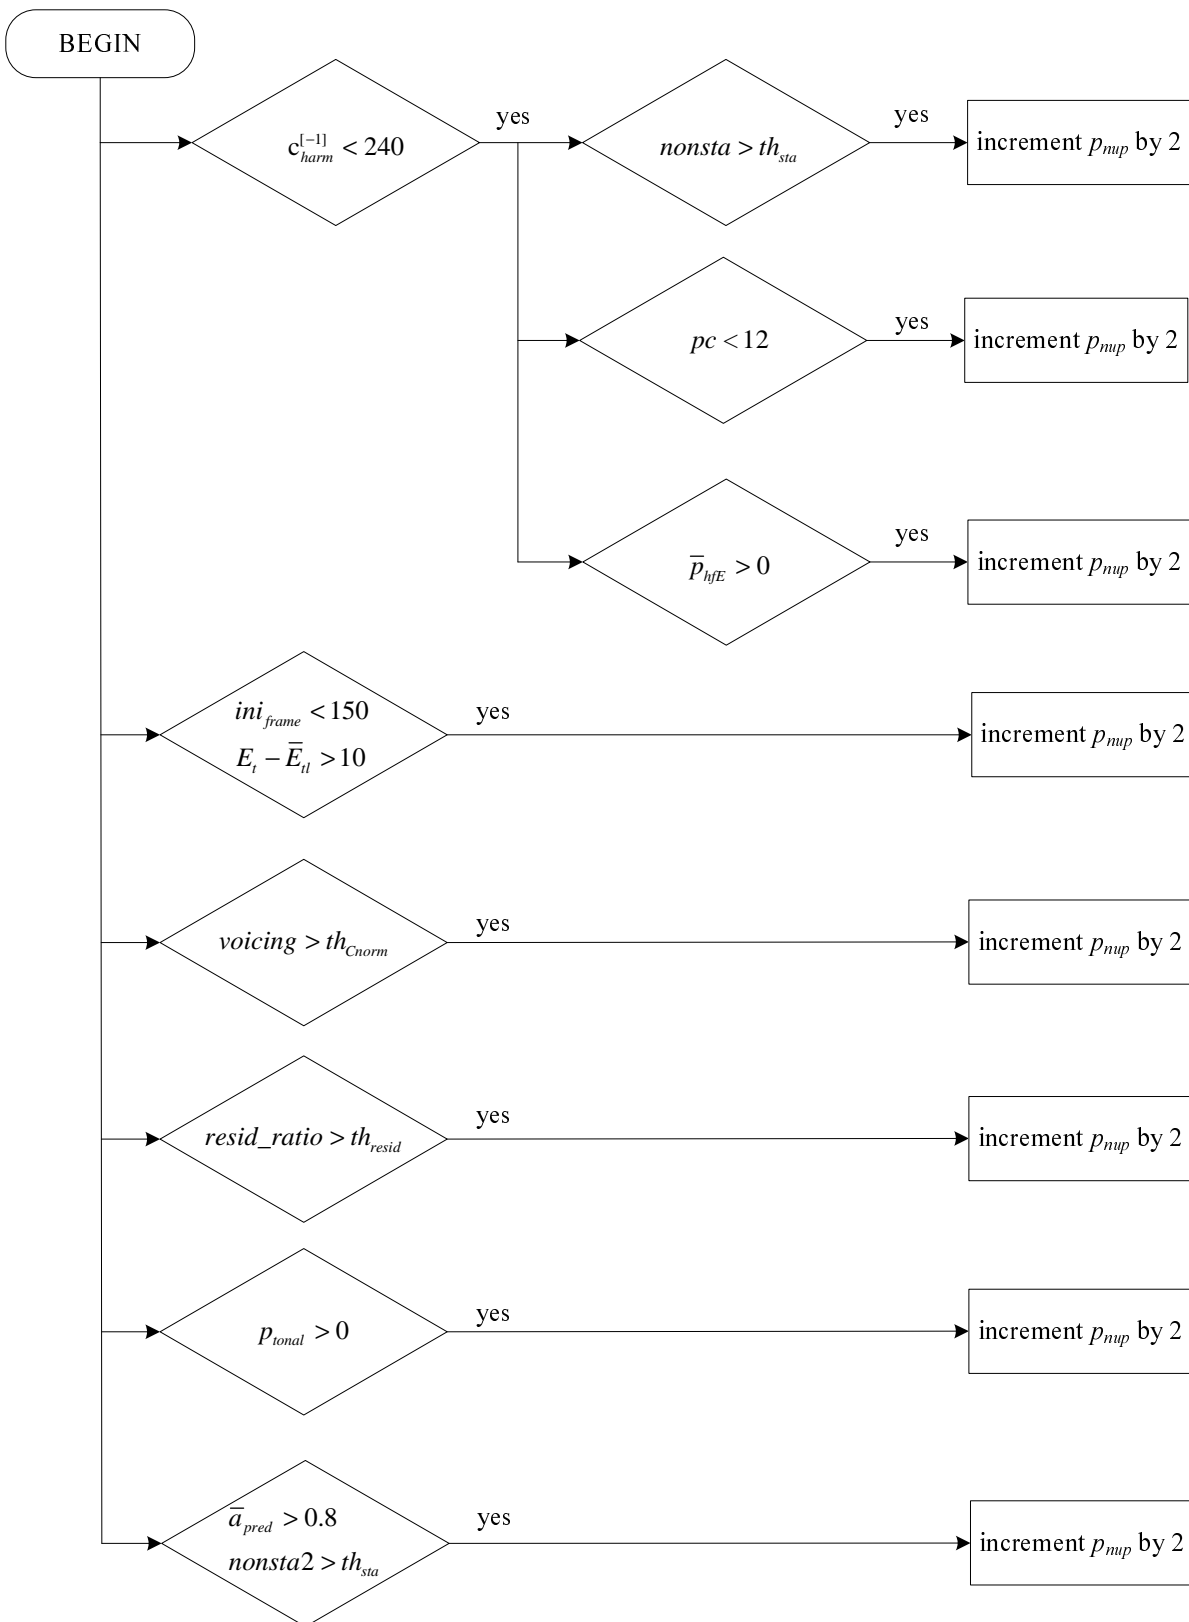 BEGIN
c[−1]harm < 240
yes
nonsta > thsta
yes
increment pnup by 2
pc < 12
yes
increment pnup by 2
p̅hfE > 0
yes
increment pnup by 2
iniframe < 150
Et − E̅tl > 10
yes
increment pnup by 2
voicing > thCnorm
yes
increment pnup by 2
resid_ratio > thresid
yes
increment pnup by 2
ptonal > 0
yes
increment pnup by 2
a̅pred > 0.8
nonsta2 > thsta
yes
increment pnup by 2